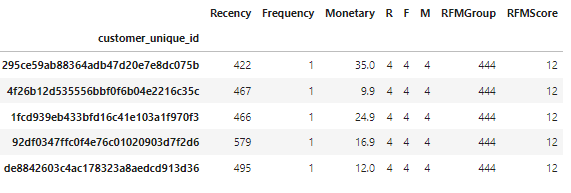 Recency Frequency Monetary R F M RFMGroup RFMScore
customer_unique_id
295ce59ab88364adb47d20e7e8dc075b 422 1 35.0 4 4 4 444 12
4f26b12d535556bbf0f6b04e2216c35c 467 1 9.9 4 4 4 444 12
1fcd939eb433bfd16c41e103a1f970f3 466 1 24.9 4 4 4 444 12
92df0347ffc0f4e76c01020903d7f2d6 579 1 16.9 4 4 4 444 12
de8842603c4ac178323a8aedcd913d36 495 1 12.0 4 4 4 444 12